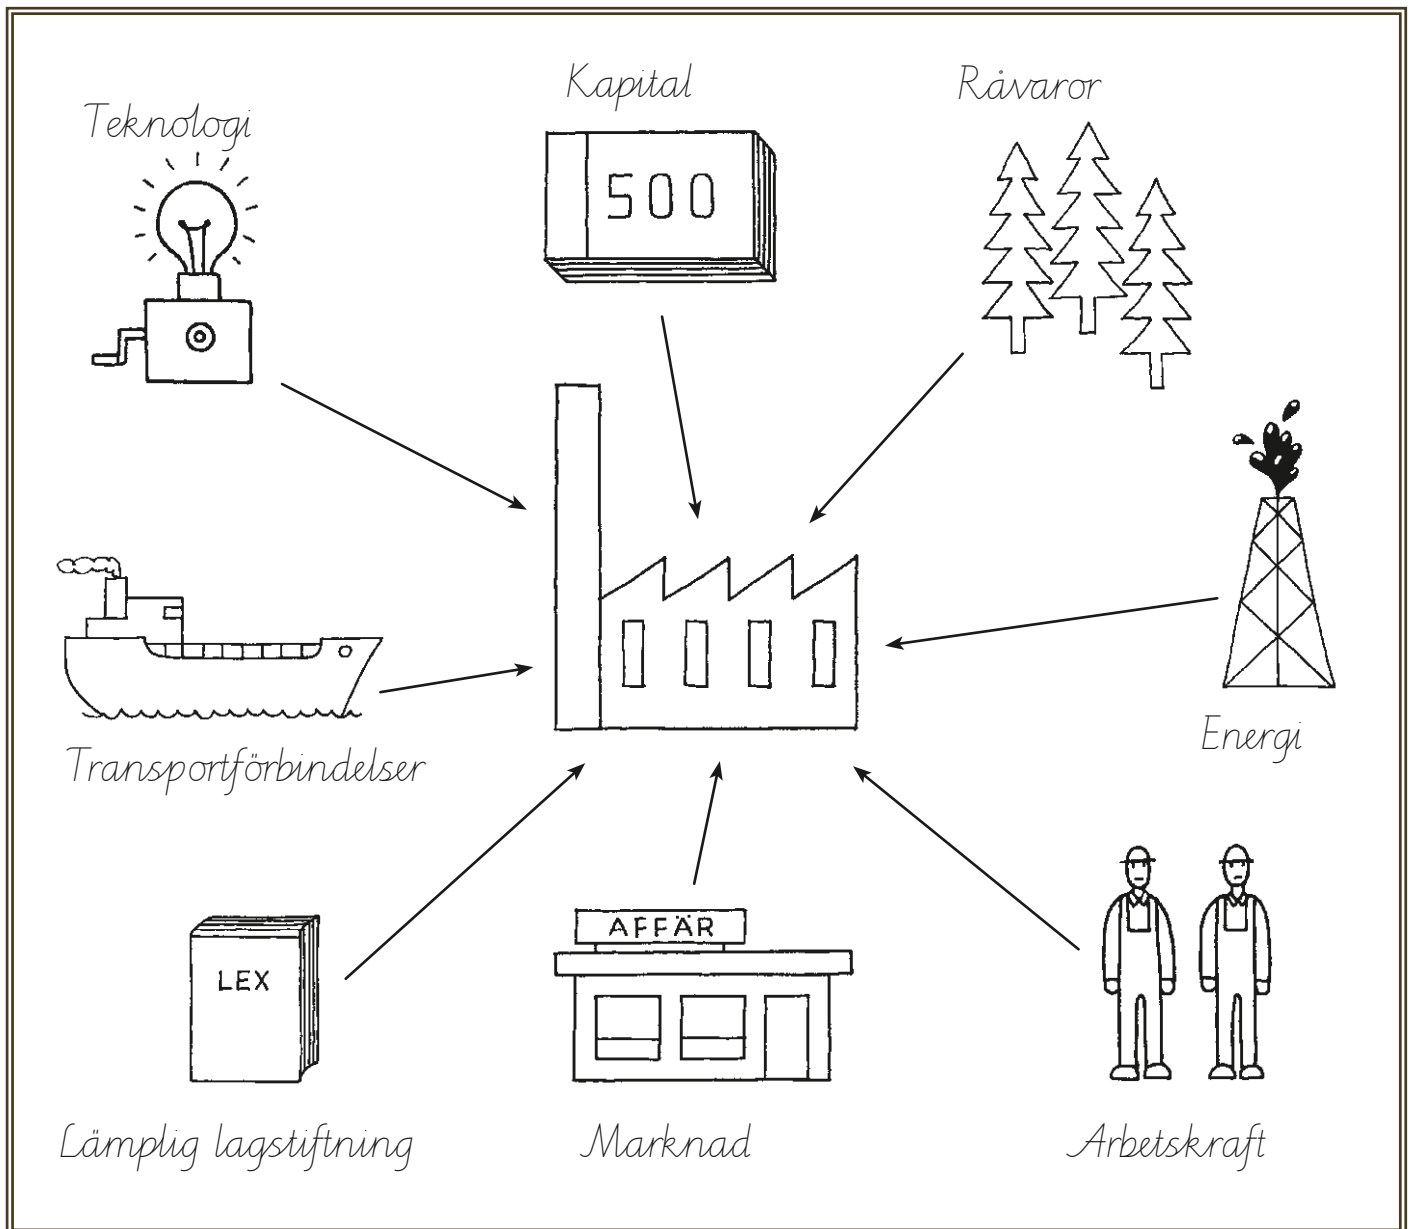 Teknologi
Kapital
Råvaror
500
Transportförbindelser
Energi
LEX
AFFÄR
Lämplig lagstiftning
Marknad
Arbetskraft